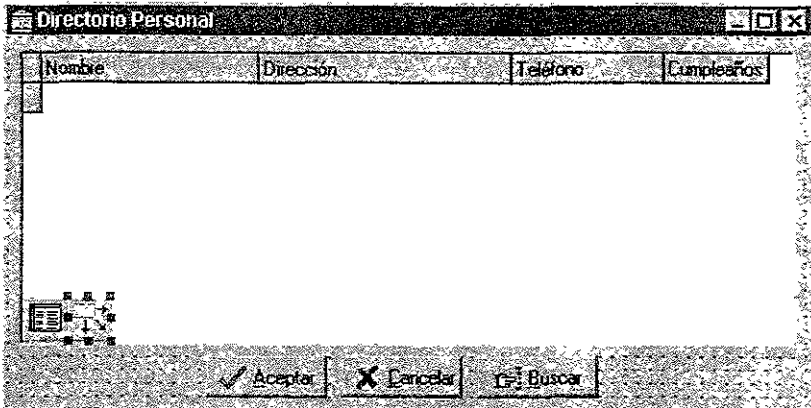 Directorio Personal
Nombre Dirección Teléfono Cumpleaños
Aceptar Cancelar Buscar